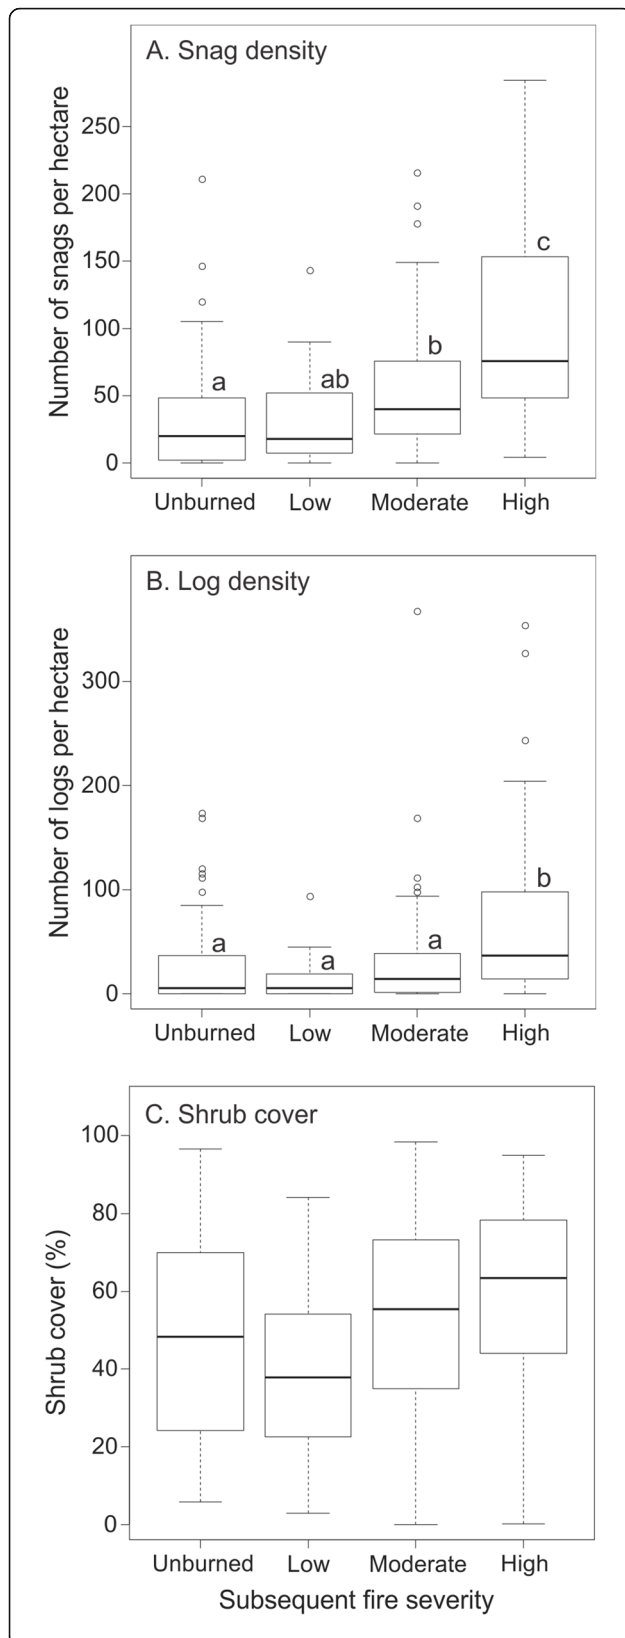 A. Snag density
Number of snags per hectare
250
200
150
100
50
0
a
ab
b
c
Unburned Low Moderate High
B. Log density
Number of logs per hectare
300
200
100
0
a
a
a
b
Unburned Low Moderate High
C. Shrub cover
Shrub cover (%)
100
80
60
40
20
0
Unburned Low Moderate High
Subsequent fire severity